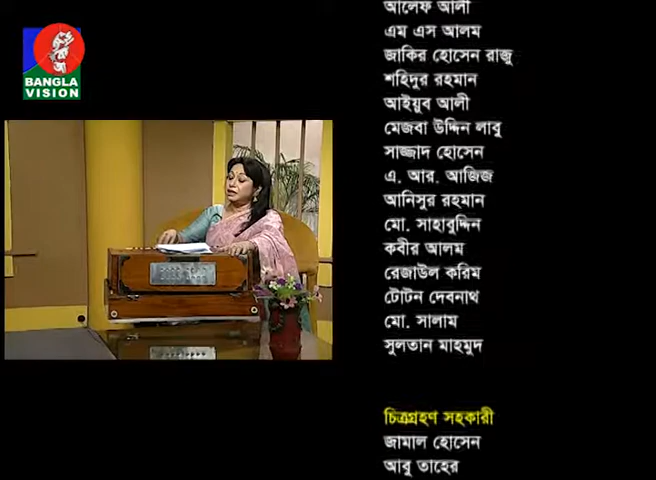 BANGLA
VISION
আলেফ আলী
এম এস আলম
জাকির হোসেন রাজু
শহিদুর রহমান
আইয়ুব আলী
মেজবা উদ্দিন লাবু
সাজ্জাদ হোসেন
এ. আর. আজিজ
আনিসুর রহমান
মো. সাহাবুদ্দিন
কবীর আলম
রেজাউল করিম
টোটন দেবনাথ
মো. সালাম
সুলতান মাহমুদ
চিত্রগ্রহণ সহকারী
জামাল হোসেন
আবু তাহের